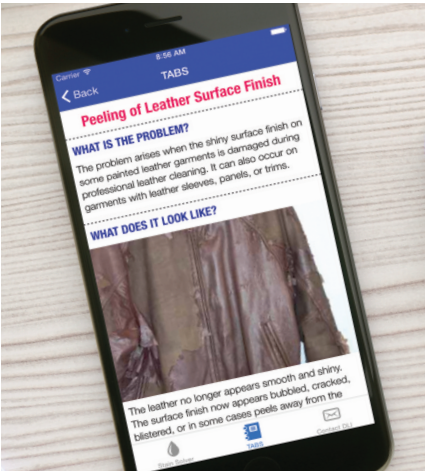 Carrier 8:56 AM
Back TABS
Peeling of Leather Surface Finish
WHAT IS THE PROBLEM?
The problem arises when the shiny surface finish on
some painted leather garments is damaged during
professional leather cleaning. It can also occur on
garments with leather sleeves, panels, or trims.
WHAT DOES IT LOOK LIKE?
The leather no longer appears smooth and shiny.
The surface finish now appears bubbled, cracked,
blistered, or in some cases peels away from the
Stain Solver TABS Contact DLI